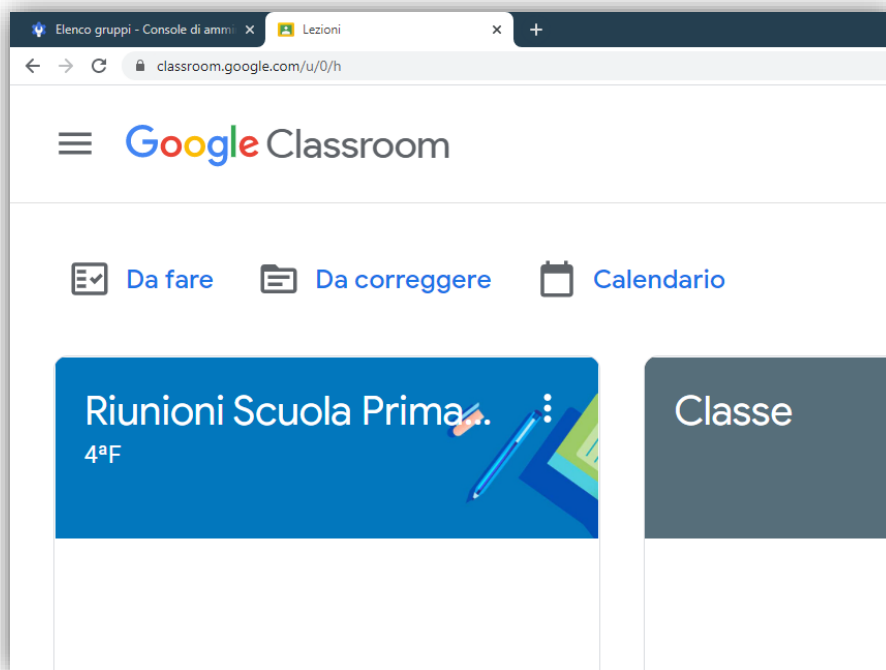 Elenco gruppi - Console di ammi
Lezioni
classroom.google.com/u/0/h
Google Classroom
Da fare
Da correggere
Calendario
Riunioni Scuola Prima...
4ªF
Classe